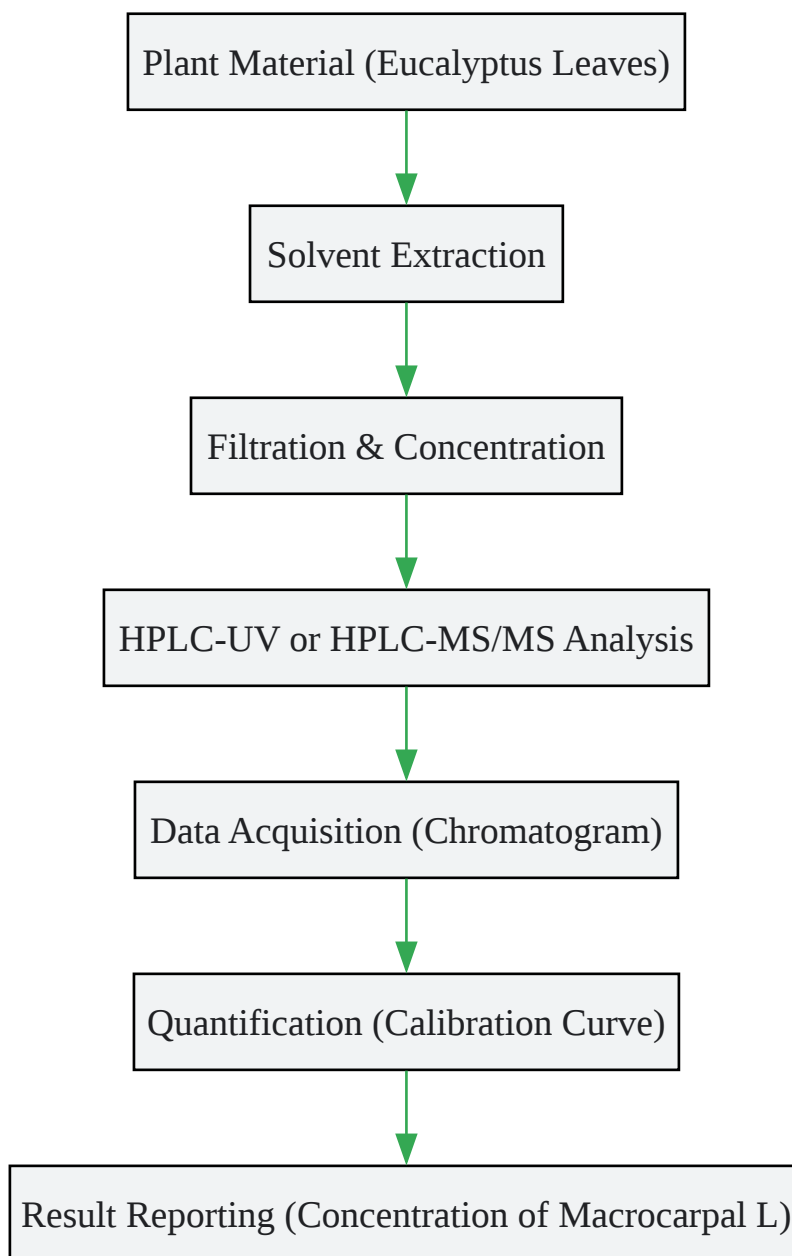 Plant Material (Eucalyptus Leaves)
Solvent Extraction
Filtration & Concentration
HPLC-UV or HPLC-MS/MS Analysis
Data Acquisition (Chromatogram)
Quantification (Calibration Curve)
Result Reporting (Concentration of Macrocarpal L)